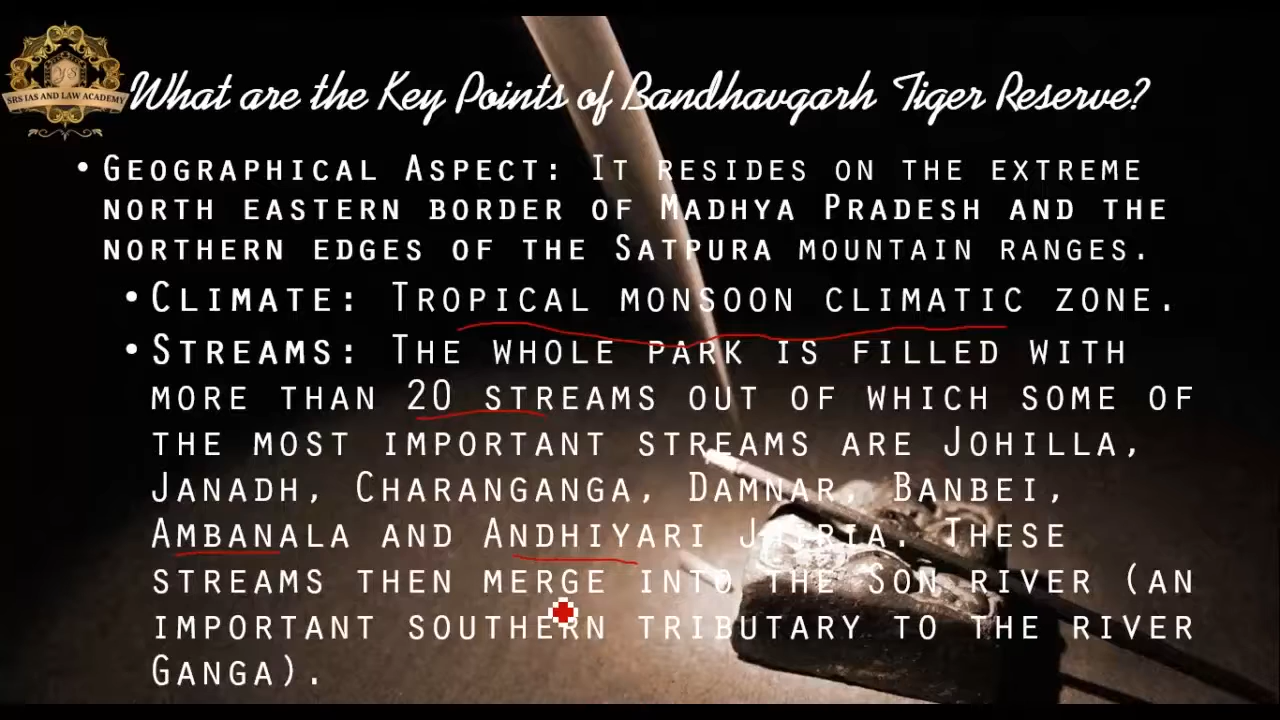 SRS IAS AND LAW ACADEMY
What are the Key Points of Bandhavgarh Tiger Reserve?
• GEOGRAPHICAL ASPECT: IT RESIDES ON THE EXTREME
NORTH EASTERN BORDER OF MADHYA PRADESH AND THE
NORTHERN EDGES OF THE SATPURA MOUNTAIN RANGES.
• CLIMATE: TROPICAL MONSOON CLIMATIC ZONE.
• STREAMS: THE WHOLE PARK IS FILLED WITH
MORE THAN 20 STREAMS OUT OF WHICH SOME OF
THE MOST IMPORTANT STREAMS ARE JOHILLA,
JANADH, CHARANGANGA, DAMNAR, BANBEI,
AMBANALA AND ANDHIYARI JHIRIA. THESE
STREAMS THEN MERGE INTO THE SON RIVER (AN
IMPORTANT SOUTHERN TRIBUTARY TO THE RIVER
GANGA).